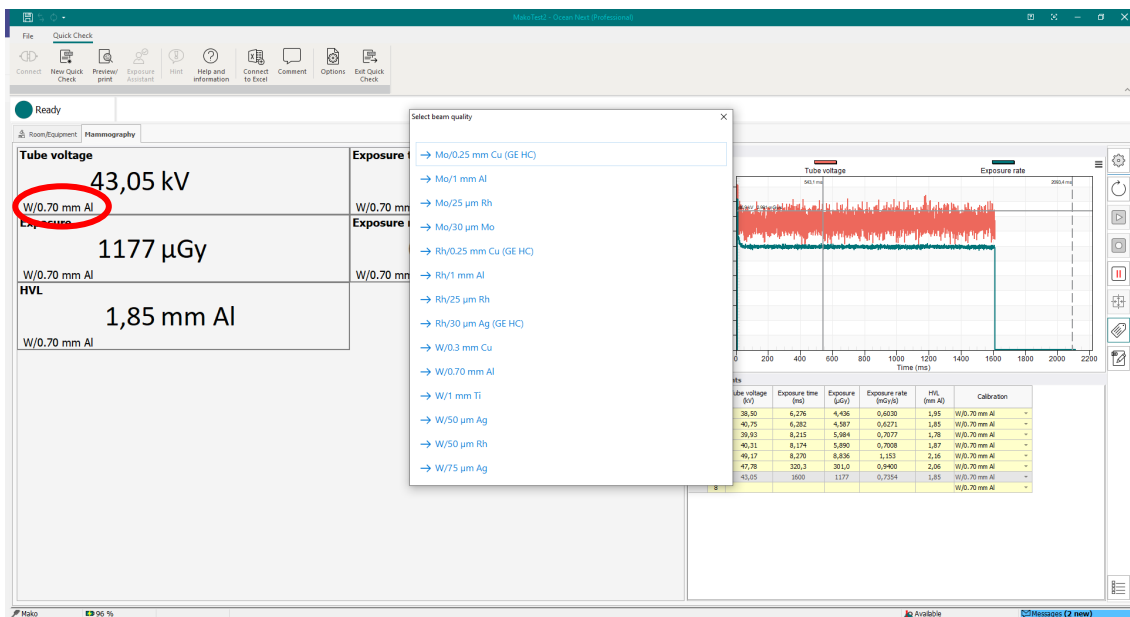 MakoTest2 - Ocean Next (Professional)
File Quick Check
Connect New Quick Check Preview/ print Exposure Assistant Hint Help and information Connect to Excel Comment Options Exit Quick Check
Ready
Room/Equipment Mammography
Tube voltage
43,05 kV
W/0.70 mm Al
Exposure
W/0.70 mm
Exposure
1177 µGy
W/0.70 mm Al
Exposure
W/0.70 mm
HVL
1,85 mm Al
W/0.70 mm Al
Select beam quality
Mo/0.25 mm Cu (GE HC)
Mo/1 mm Al
Mo/25 µm Rh
Mo/30 µm Mo
Rh/0.25 mm Cu (GE HC)
Rh/1 mm Al
Rh/25 µm Rh
Rh/30 µm Ag (GE HC)
W/0.3 mm Cu
W/0.70 mm Al
W/1 mm Ti
W/50 µm Ag
W/50 µm Rh
W/75 µm Ag
Tube voltage Exposure rate
543,1 ms 2093,4 ms
0 200 400 600 800 1000 1200 1400 1600 1800 2000 2200
Time (ms)
Tube voltage (kV) Exposure time (ms) Exposure (µGy) Exposure rate (mGy/s) HVL (mm Al) Calibration
38,50 6,276 4,436 0,6030 1,95 W/0.70 mm Al
40,75 6,282 4,587 0,6271 1,85 W/0.70 mm Al
39,93 8,215 5,984 0,7077 1,78 W/0.70 mm Al
40,31 8,174 5,890 0,7008 1,87 W/0.70 mm Al
49,17 8,270 8,836 1,153 2,16 W/0.70 mm Al
47,78 320,3 301,0 0,9400 2,06 W/0.70 mm Al
43,05 1600 1177 0,7354 1,85 W/0.70 mm Al
8 W/0.70 mm Al
Mako 96 % Available Messages (2 new)